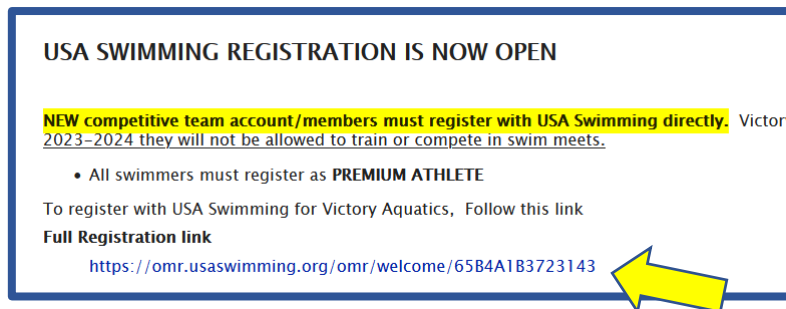 USA SWIMMING REGISTRATION IS NOW OPEN
NEW competitive team account/members must register with USA Swimming directly.
2023-2024 they will not be allowed to train or compete in swim meets.
• All swimmers must register as PREMIUM ATHLETE
To register with USA Swimming for Victory Aquatics, Follow this link
Full Registration link
https://omr.usaswimming.org/omr/welcome/65B4A1B3723143